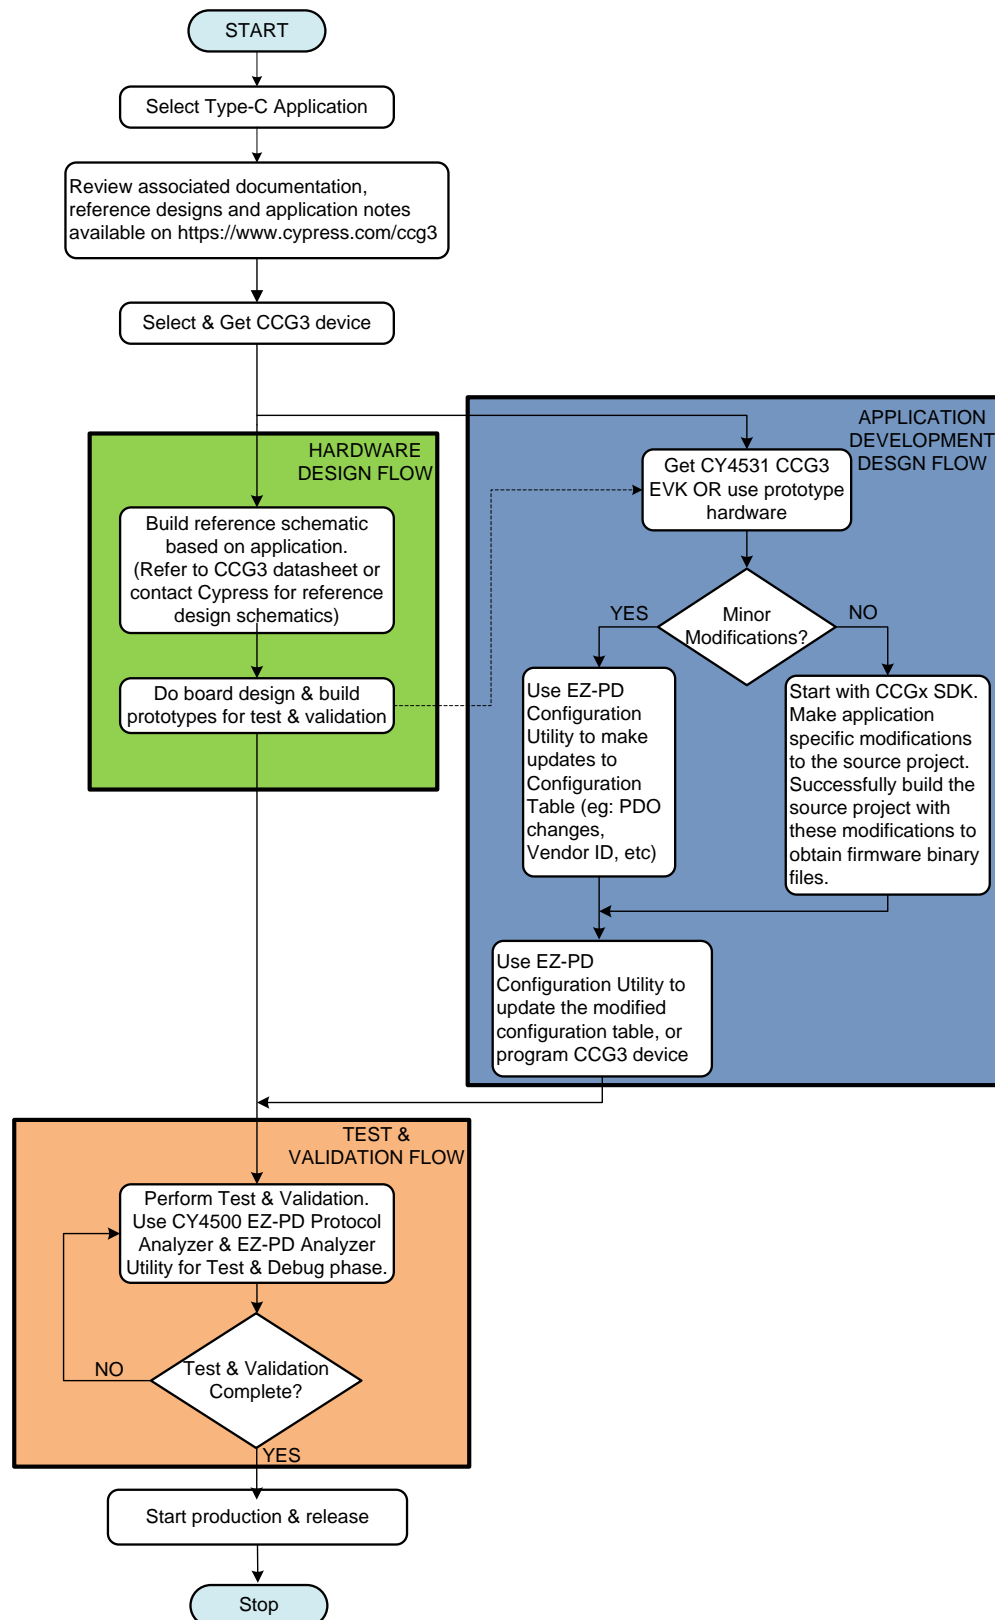 START
Select Type-C Application
Review associated documentation,
reference designs and application notes
available on https://www.cypress.com/ccg3
Select & Get CCG3 device
HARDWARE
DESIGN FLOW
Build reference schematic
based on application.
(Refer to CCG3 datasheet or
contact Cypress for reference
design schematics)
Do board design & build
prototypes for test & validation
APPLICATION
DEVELOPMENT
DESGN FLOW
Get CY4531 CCG3
EVK OR use prototype
hardware
Minor
Modifications?
YES
NO
Use EZ-PD
Configuration
Utility to make
updates to
Configuration
Table (eg: PDO
changes,
Vendor ID, etc)
Start with CCGx SDK.
Make application
specific modifications
to the source project.
Successfully build the
source project with
these modifications to
obtain firmware binary
files.
Use EZ-PD
Configuration Utility to
update the modified
configuration table, or
program CCG3 device
TEST &
VALIDATION FLOW
Perform Test & Validation.
Use CY4500 EZ-PD Protocol
Analyzer & EZ-PD Analyzer
Utility for Test & Debug phase.
Test & Validation
Complete?
NO
YES
Start production & release
Stop